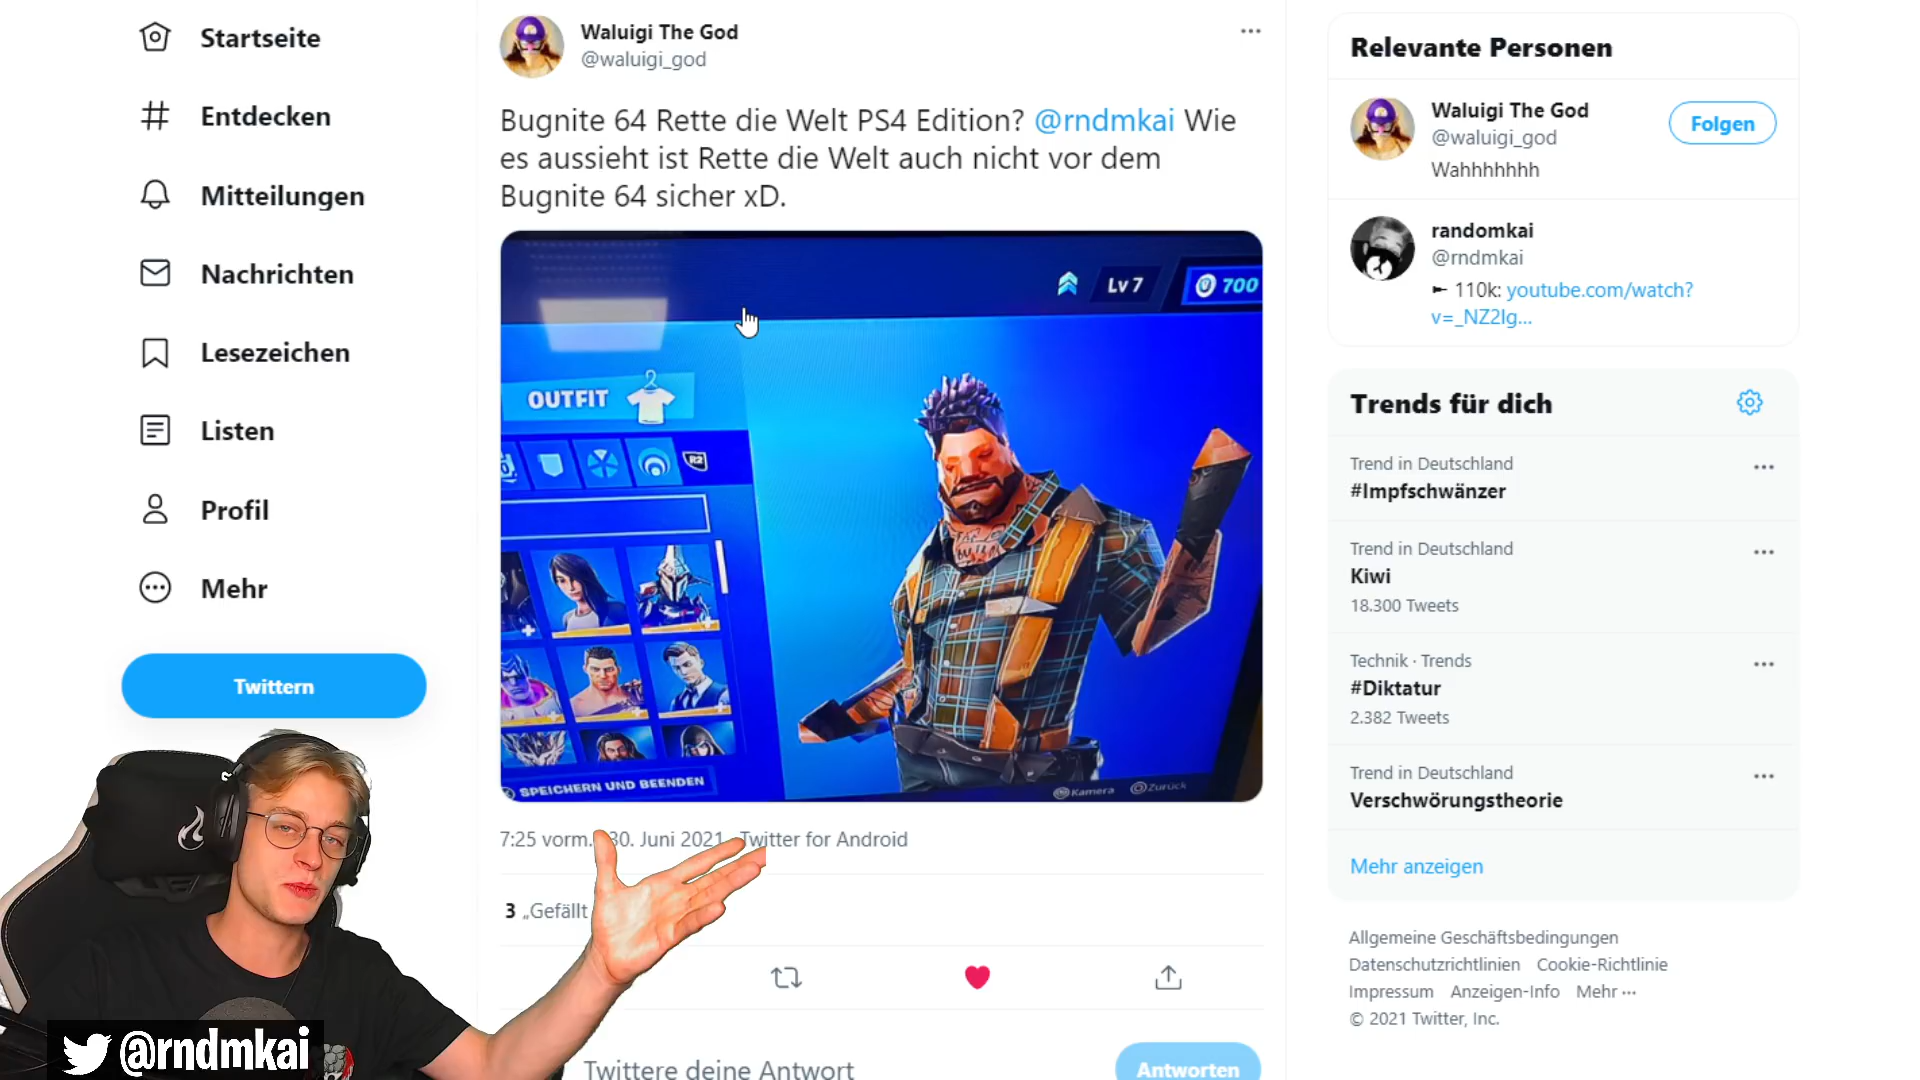 Startseite
Entdecken
Mitteilungen
Nachrichten
Lesezeichen
Listen
Profil
Mehr
Twittern
Waluigi The God
@waluigi_god
Bugnite 64 Rette die Welt PS4 Edition? @rndmkai Wie
es aussieht ist Rette die Welt auch nicht vor dem
Bugnite 64 sicher xD.
Lv 7
700
OUTFIT
R2
SPEICHERN UND BEENDEN
Kamera
Zurück
7:25 vorm. 30. Juni 2021 Twitter for Android
3 „Gefällt
Twittere deine Antwort
Antworten
@rndmkai
Relevante Personen
Waluigi The God
@waluigi_god
Wahhhhhhh
Folgen
randomkai
@rndmkai
110k: youtube.com/watch?
v=_NZ2Ig...
Trends für dich
Trend in Deutschland
#Impfschwänzer
Trend in Deutschland
Kiwi
18.300 Tweets
Technik · Trends
#Diktatur
2.382 Tweets
Trend in Deutschland
Verschwörungstheorie
Mehr anzeigen
Allgemeine Geschäftsbedingungen
Datenschutzrichtlinien Cookie-Richtlinie
Impressum Anzeigen-Info Mehr ···
© 2021 Twitter, Inc.